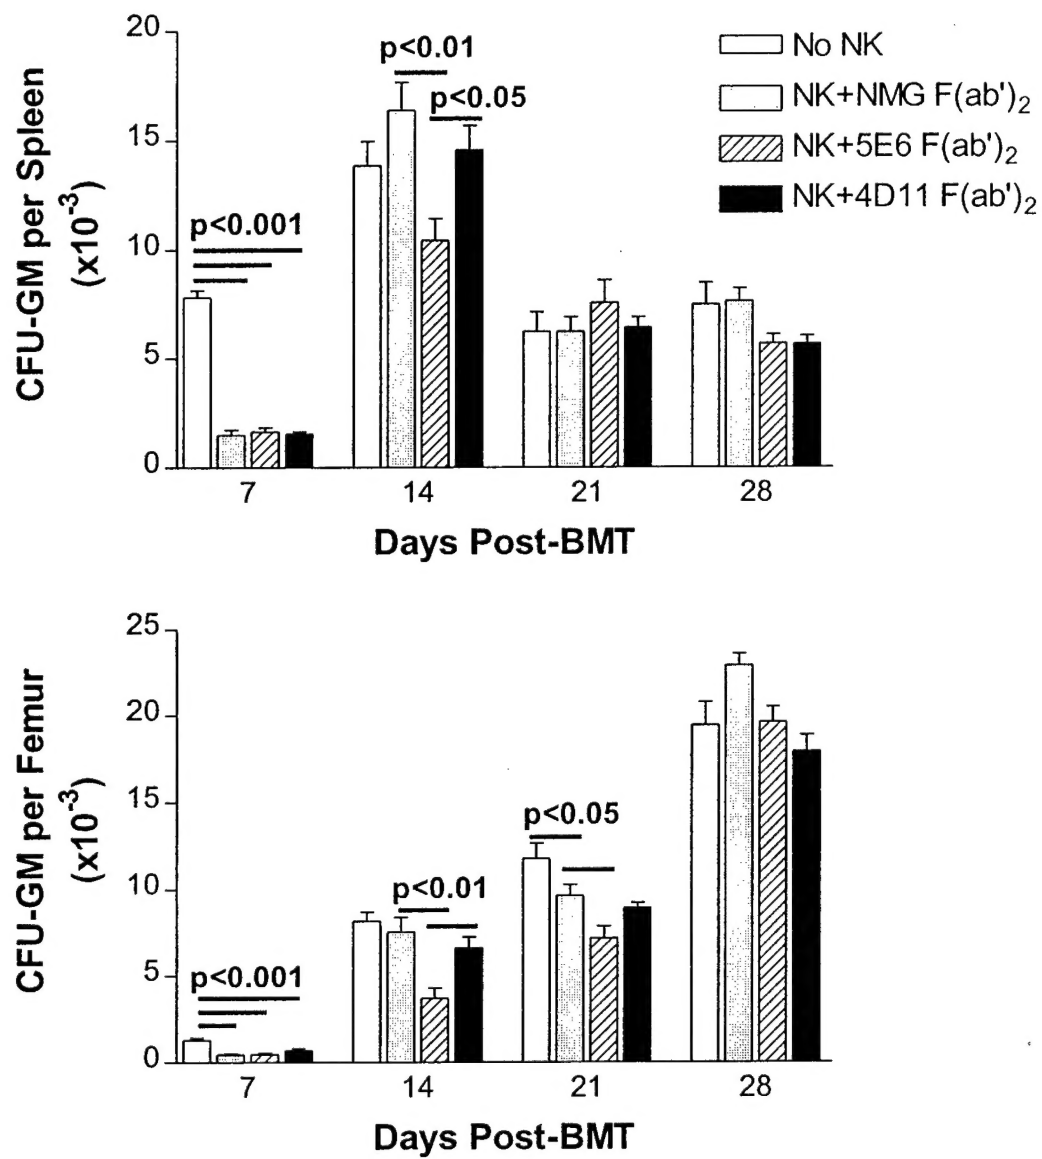 No NK
NK+NMG F(ab')2
NK+5E6 F(ab')2
NK+4D11 F(ab')2
CFU-GM per Spleen
(x10-3)
20
15
10
5
0
p<0.01
p<0.05
p<0.001
7 14 21 28
Days Post-BMT
CFU-GM per Femur
(x10-3)
25
20
15
10
5
0
p<0.05
p<0.01
p<0.001
7 14 21 28
Days Post-BMT